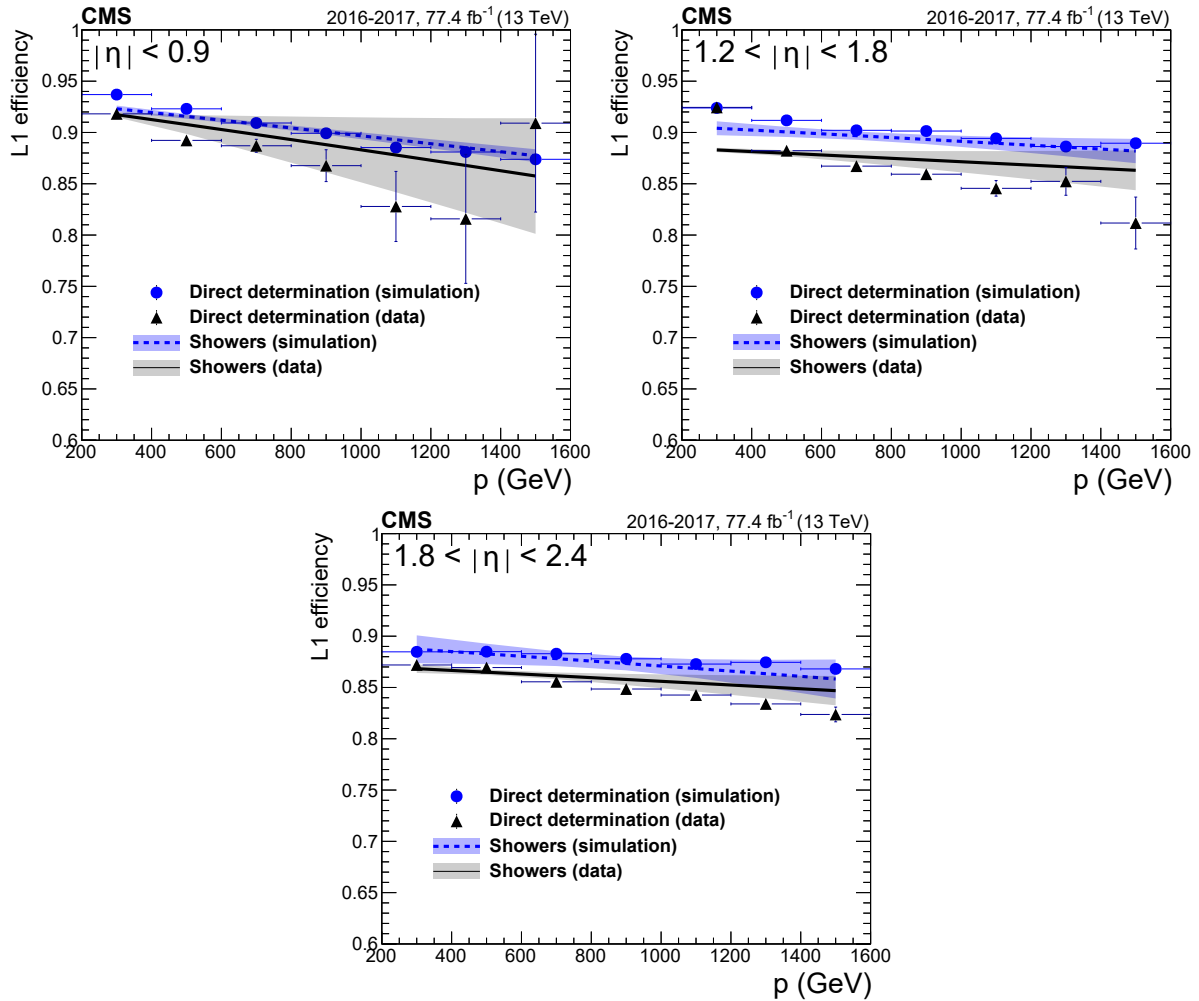 CMS 2016-2017, 77.4 fb⁻¹ (13 TeV)
|η| < 0.9
L1 efficiency
1
0.95
0.9
0.85
0.8
0.75
0.7
0.65
0.6
Direct determination (simulation)
Direct determination (data)
Showers (simulation)
Showers (data)
200 400 600 800 1000 1200 1400 1600
p (GeV)
CMS 2016-2017, 77.4 fb⁻¹ (13 TeV)
1.2 < |η| < 1.8
L1 efficiency
1
0.95
0.9
0.85
0.8
0.75
0.7
0.65
0.6
Direct determination (simulation)
Direct determination (data)
Showers (simulation)
Showers (data)
200 400 600 800 1000 1200 1400 1600
p (GeV)
CMS 2016-2017, 77.4 fb⁻¹ (13 TeV)
1.8 < |η| < 2.4
L1 efficiency
1
0.95
0.9
0.85
0.8
0.75
0.7
0.65
0.6
Direct determination (simulation)
Direct determination (data)
Showers (simulation)
Showers (data)
200 400 600 800 1000 1200 1400 1600
p (GeV)